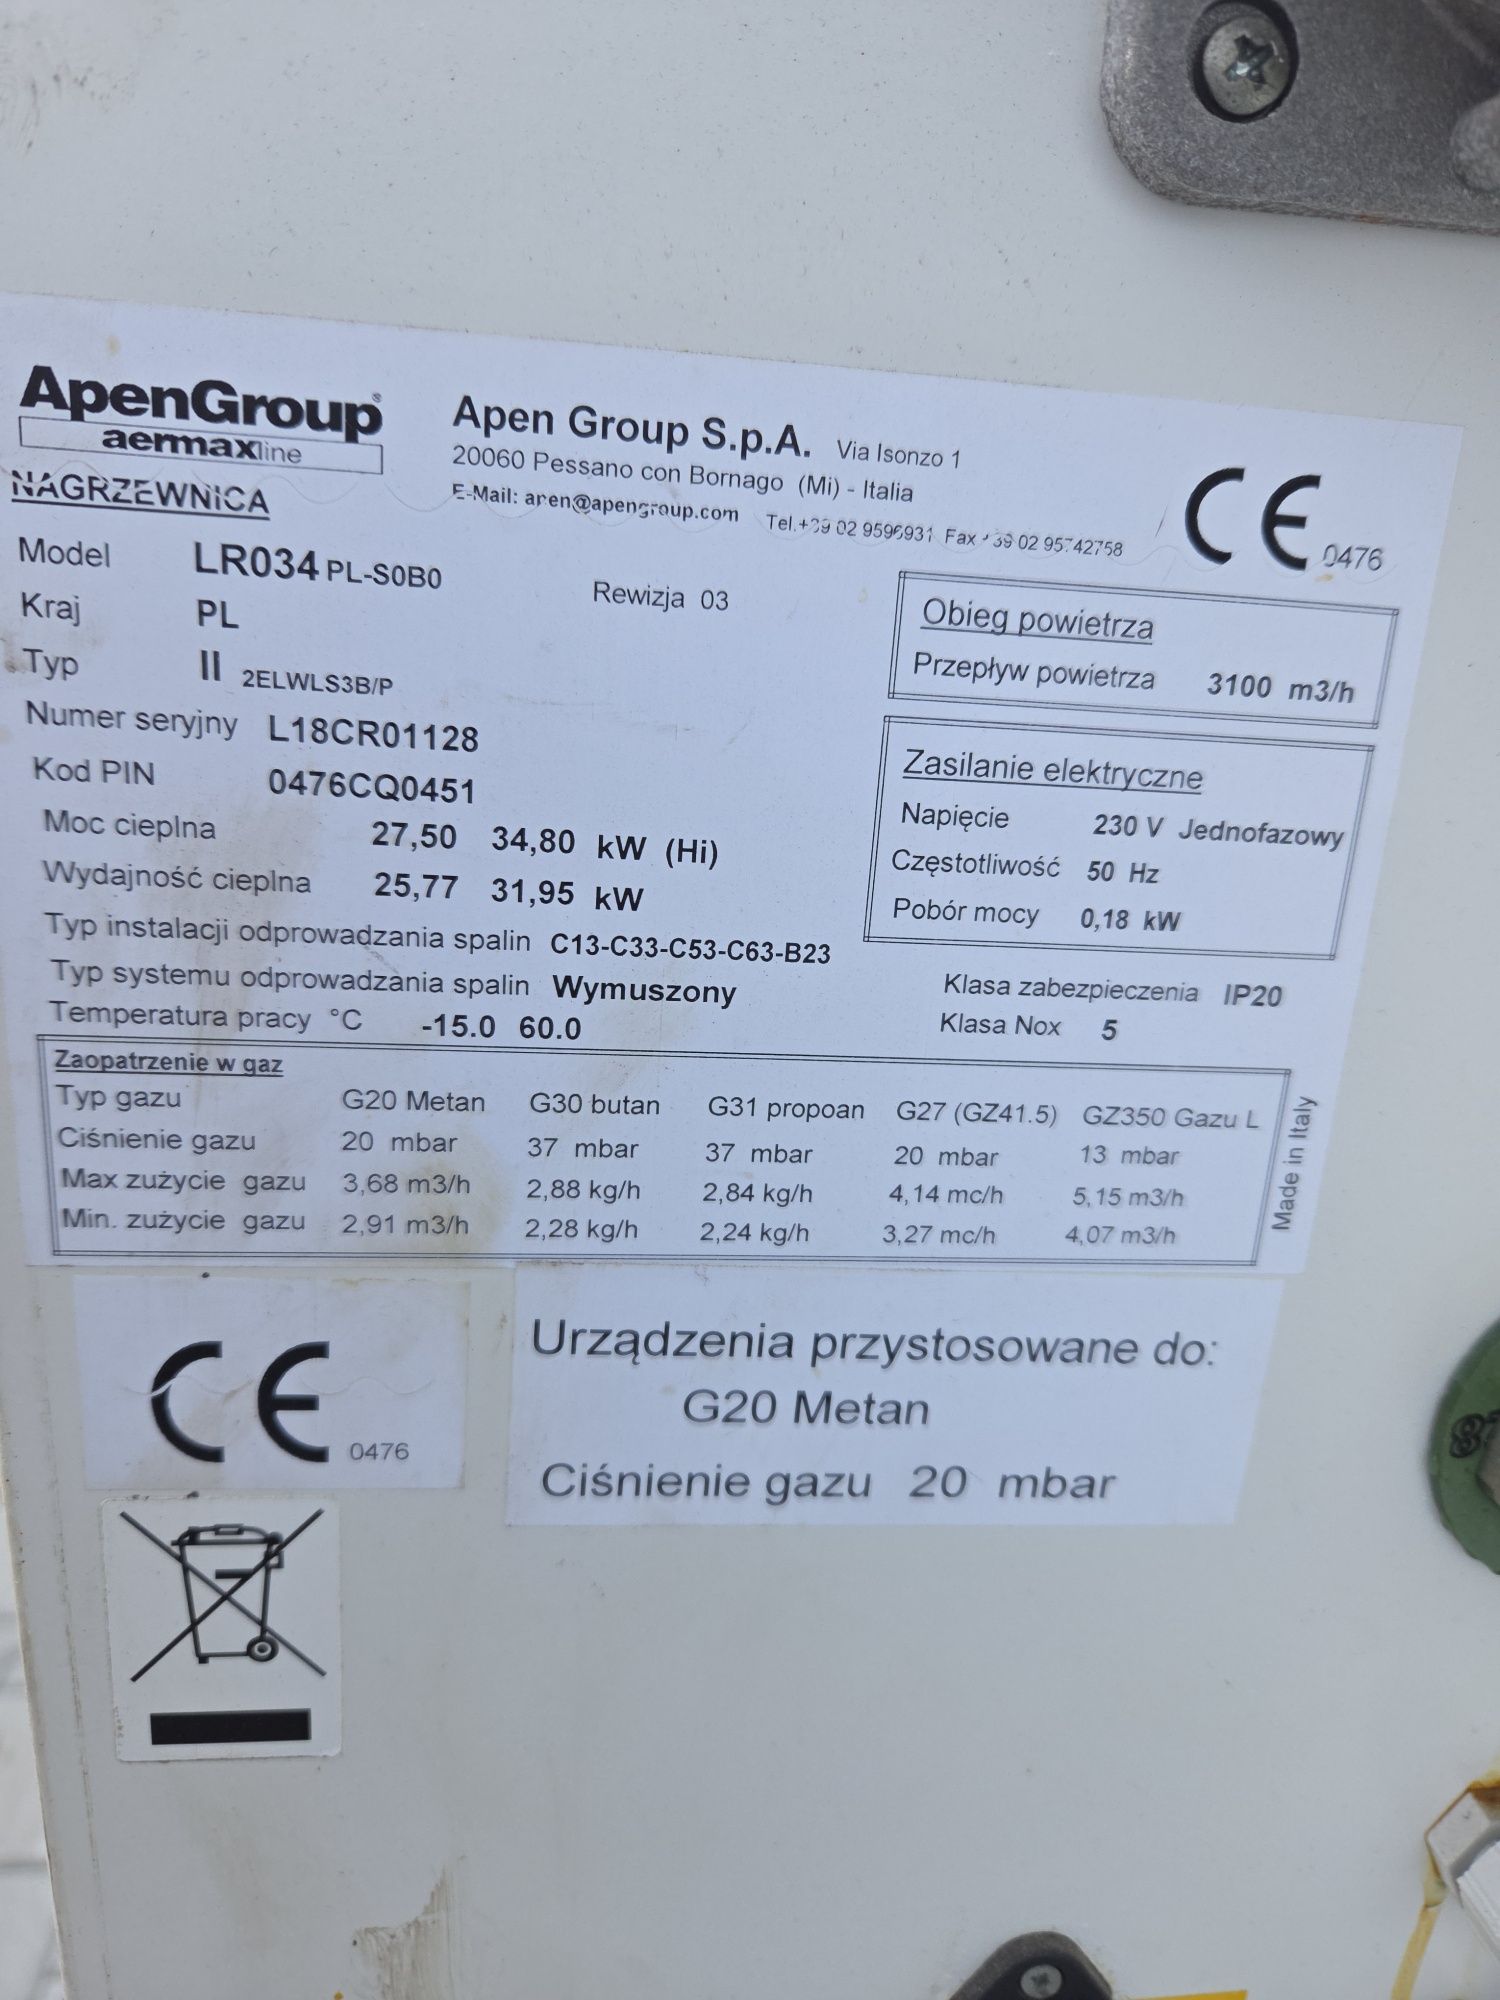 ApenGroup®
aermaxline
Apen Group S.p.A. Via Isonzo 1
20060 Pessano con Bornago (Mi) - Italia
E-Mail: apen@apengroup.com Tel.+39 02 9596931 Fax +39 02 95742758
CE 0476
NAGRZEWNICA
Model LR034 PL-S0B0 Rewizja 03
Kraj PL
Typ II 2ELWLS3B/P
Numer seryjny L18CR01128
Kod PIN 0476CQ0451
Moc cieplna 27,50 34,80 kW (Hi)
Wydajność cieplna 25,77 31,95 kW
Typ instalacji odprowadzania spalin C13-C33-C53-C63-B23
Typ systemu odprowadzania spalin Wymuszony
Temperatura pracy °C -15.0 60.0
Obieg powietrza
Przepływ powietrza 3100 m3/h
Zasilanie elektryczne
Napięcie 230 V Jednofazowy
Częstotliwość 50 Hz
Pobór mocy 0,18 kW
Klasa zabezpieczenia IP20
Klasa Nox 5
Zaopatrzenie w gaz
Typ gazu G20 Metan G30 butan G31 propoan G27 (GZ41.5) GZ350 Gazu L
Ciśnienie gazu 20 mbar 37 mbar 37 mbar 20 mbar 13 mbar
Max zużycie gazu 3,68 m3/h 2,88 kg/h 2,84 kg/h 4,14 mc/h 5,15 m3/h
Min. zużycie gazu 2,91 m3/h 2,28 kg/h 2,24 kg/h 3,27 mc/h 4,07 m3/h
Made in Italy
CE 0476
Urządzenia przystosowane do:
G20 Metan
Ciśnienie gazu 20 mbar